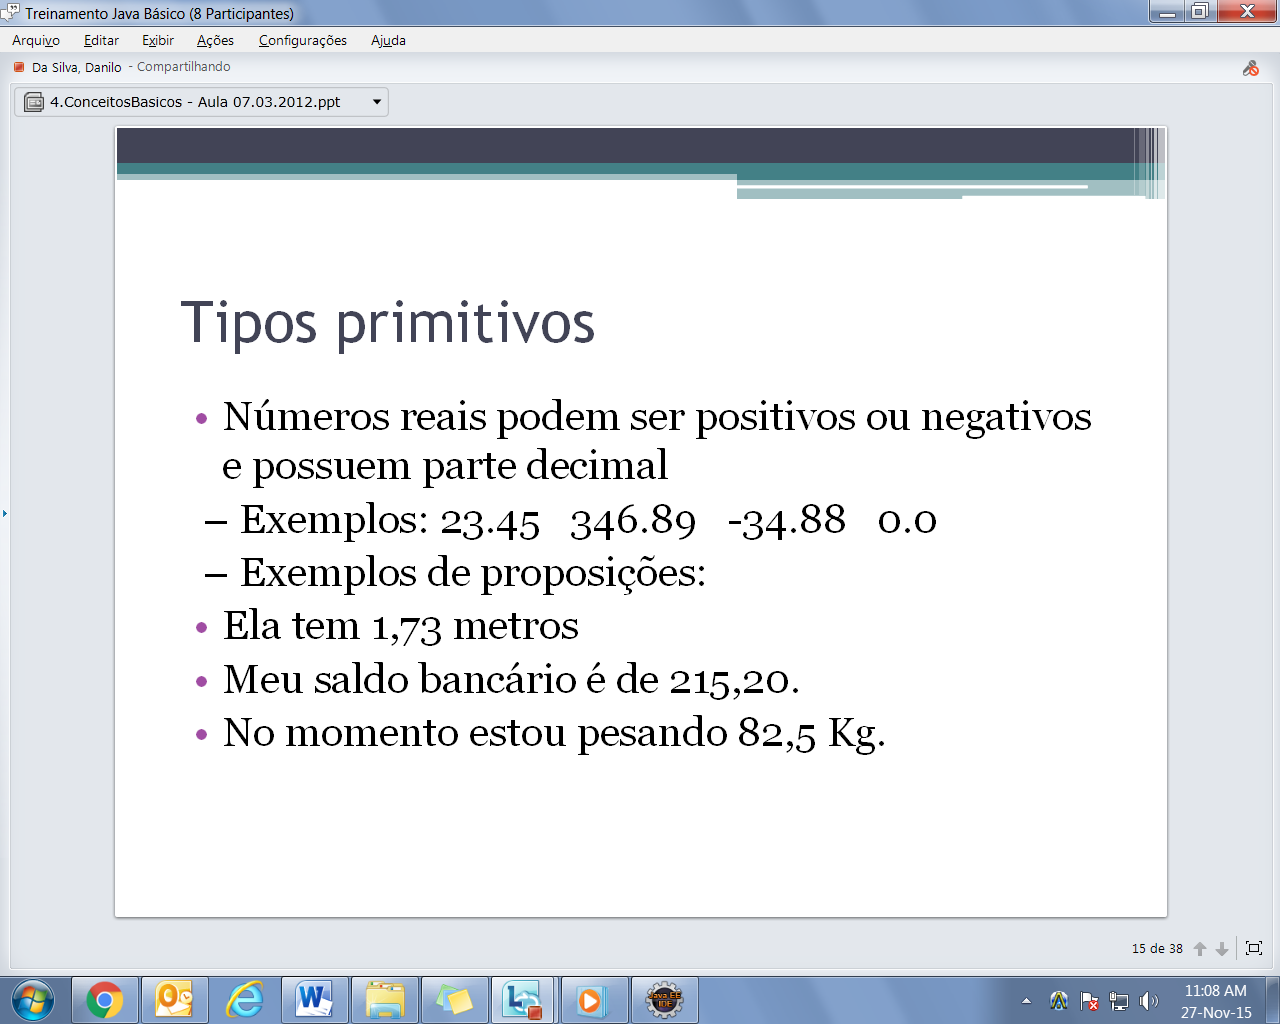 Treinamento Java Básico (8 Participantes)
Arquivo Editar Exibir Ações Configurações Ajuda
Da Silva, Danilo - Compartilhando
4.ConceitosBasicos - Aula 07.03.2012.ppt
Tipos primitivos
• Números reais podem ser positivos ou negativos
e possuem parte decimal
– Exemplos: 23.45 346.89 -34.88 0.0
– Exemplos de proposições:
• Ela tem 1,73 metros
• Meu saldo bancário é de 215,20.
• No momento estou pesando 82,5 Kg.
15 de 38
Java EE
IDE
11:08 AM
27-Nov-15